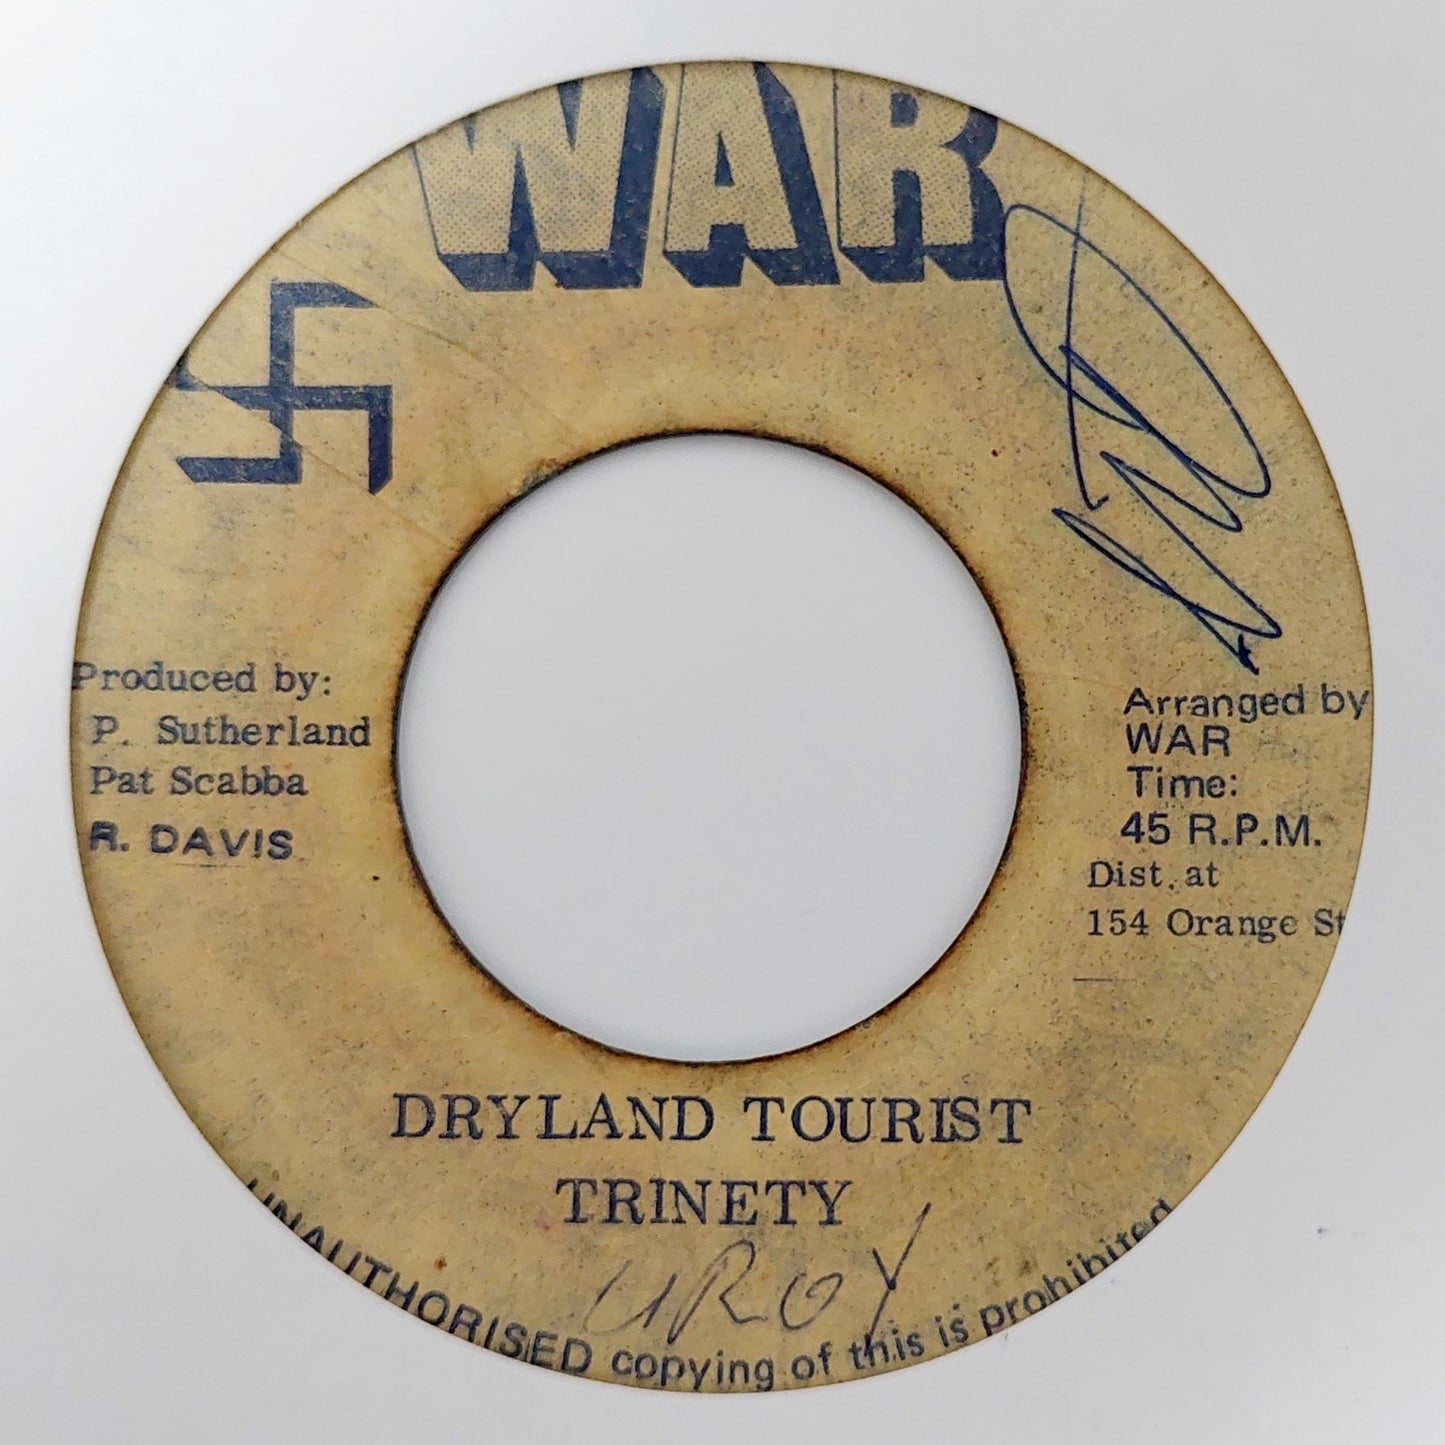 WAR
Produced by:
P. Sutherland
Pat Scabba
R. DAVIS
Arranged by
WAR
Time:
45 R.P.M.
Dist. at
154 Orange St
DRYLAND TOURIST
TRINETY
UROY
UNAUTHORISED copying of this is prohibited